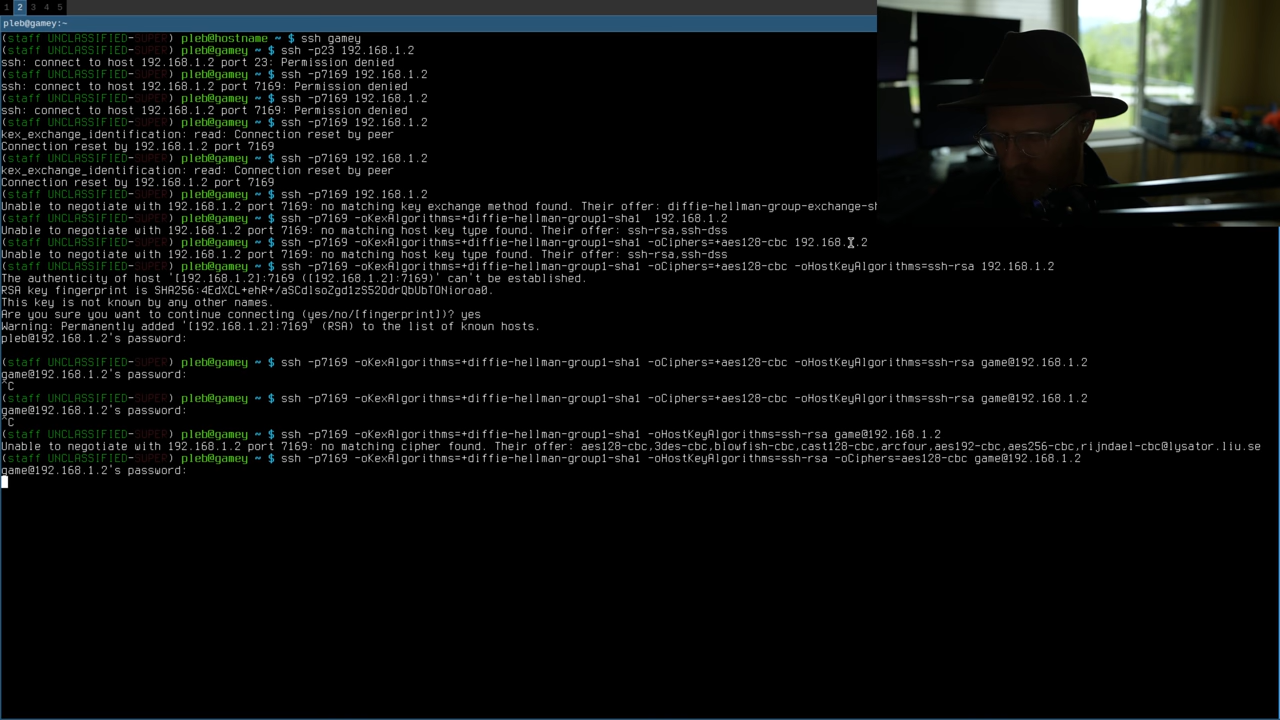 1 2 3 4 5
pleb@gamey:~
(staff UNCLASSIFIED-SUPER) pleb@hostname ~ $ ssh gamey
(staff UNCLASSIFIED-SUPER) pleb@gamey ~ $ ssh -p23 192.168.1.2
ssh: connect to host 192.168.1.2 port 23: Permission denied
(staff UNCLASSIFIED-SUPER) pleb@gamey ~ $ ssh -p7169 192.168.1.2
ssh: connect to host 192.168.1.2 port 7169: Permission denied
(staff UNCLASSIFIED-SUPER) pleb@gamey ~ $ ssh -p7169 192.168.1.2
ssh: connect to host 192.168.1.2 port 7169: Permission denied
(staff UNCLASSIFIED-SUPER) pleb@gamey ~ $ ssh -p7169 192.168.1.2
kex_exchange_identification: read: Connection reset by peer
Connection reset by 192.168.1.2 port 7169
(staff UNCLASSIFIED-SUPER) pleb@gamey ~ $ ssh -p7169 192.168.1.2
kex_exchange_identification: read: Connection reset by peer
Connection reset by 192.168.1.2 port 7169
(staff UNCLASSIFIED-SUPER) pleb@gamey ~ $ ssh -p7169 192.168.1.2
Unable to negotiate with 192.168.1.2 port 7169: no matching key exchange method found. Their offer: diffie-hellman-group-exchange-sh
(staff UNCLASSIFIED-SUPER) pleb@gamey ~ $ ssh -p7169 -oKexAlgorithms=+diffie-hellman-group1-sha1  192.168.1.2
Unable to negotiate with 192.168.1.2 port 7169: no matching host key type found. Their offer: ssh-rsa,ssh-dss
(staff UNCLASSIFIED-SUPER) pleb@gamey ~ $ ssh -p7169 -oKexAlgorithms=+diffie-hellman-group1-sha1 -oCiphers=+aes128-cbc 192.168.1.2
Unable to negotiate with 192.168.1.2 port 7169: no matching host key type found. Their offer: ssh-rsa,ssh-dss
(staff UNCLASSIFIED-SUPER) pleb@gamey ~ $ ssh -p7169 -oKexAlgorithms=+diffie-hellman-group1-sha1 -oCiphers=+aes128-cbc -oHostKeyAlgorithms=ssh-rsa 192.168.1.2
The authenticity of host '[192.168.1.2]:7169 ([192.168.1.2]:7169)' can't be established.
RSA key fingerprint is
This key is not known by any other names.
Are you sure you want to continue connecting (yes/no/[fingerprint])? yes
Warning: Permanently added '[192.168.1.2]:7169' (RSA) to the list of known hosts.
pleb@192.168.1.2's password:
(staff UNCLASSIFIED-SUPER) pleb@gamey ~ $ ssh -p7169 -oKexAlgorithms=+diffie-hellman-group1-sha1 -oCiphers=+aes128-cbc -oHostKeyAlgorithms=ssh-rsa game@192.168.1.2
game@192.168.1.2's password:
^C
(staff UNCLASSIFIED-SUPER) pleb@gamey ~ $ ssh -p7169 -oKexAlgorithms=+diffie-hellman-group1-sha1 -oCiphers=+aes128-cbc -oHostKeyAlgorithms=ssh-rsa game@192.168.1.2
game@192.168.1.2's password:
^C
(staff UNCLASSIFIED-SUPER) pleb@gamey ~ $ ssh -p7169 -oKexAlgorithms=+diffie-hellman-group1-sha1 -oHostKeyAlgorithms=ssh-rsa game@192.168.1.2
Unable to negotiate with 192.168.1.2 port 7169: no matching cipher found. Their offer: aes128-cbc,3des-cbc,blowfish-cbc,cast128-cbc,arcfour,aes192-cbc,aes256-cbc,rijndael-cbc@lysator.liu.se
(staff UNCLASSIFIED-SUPER) pleb@gamey ~ $ ssh -p7169 -oKexAlgorithms=+diffie-hellman-group1-sha1 -oHostKeyAlgorithms=ssh-rsa -oCiphers=aes128-cbc game@192.168.1.2
game@192.168.1.2's password: